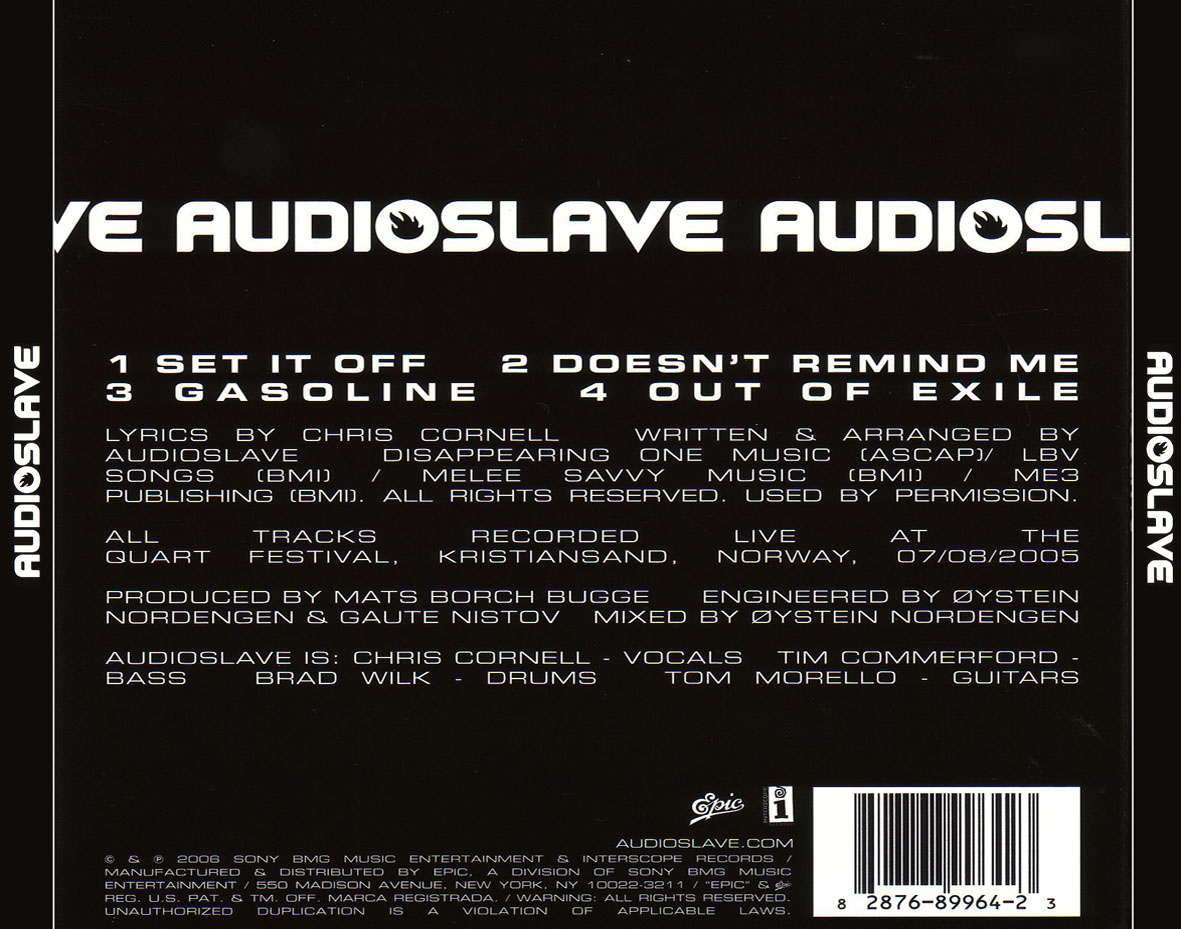 VE AUDIOSLAVE AUDIOSL
AUDIOSLAVE
AUDIOSLAVE
1 SET IT OFF 2 DOESN'T REMIND ME
3 GASOLINE 4 OUT OF EXILE
LYRICS BY CHRIS CORNELL WRITTEN & ARRANGED BY
AUDIOSLAVE DISAPPEARING ONE MUSIC (ASCAP)/ LBV
SONGS (BMI) / MELEE SAVVY MUSIC (BMI) / ME3
PUBLISHING (BMI). ALL RIGHTS RESERVED. USED BY PERMISSION.
ALL TRACKS RECORDED LIVE AT THE
QUART FESTIVAL, KRISTIANSAND, NORWAY, 07/08/2005
PRODUCED BY MATS BORCH BUGGE ENGINEERED BY ØYSTEIN
NORDENGEN & GAUTE NISTOV MIXED BY ØYSTEIN NORDENGEN
AUDIOSLAVE IS: CHRIS CORNELL - VOCALS TIM COMMERFORD -
BASS BRAD WILK - DRUMS TOM MORELLO - GUITARS
Epic INTERSCOPE i
AUDIOSLAVE.COM
© & ℗ 2006 SONY BMG MUSIC ENTERTAINMENT & INTERSCOPE RECORDS /
MANUFACTURED & DISTRIBUTED BY EPIC, A DIVISION OF SONY BMG MUSIC
ENTERTAINMENT / 550 MADISON AVENUE, NEW YORK, NY 10022-3211 / "EPIC" &
REG. U.S. PAT. & TM. OFF. MARCA REGISTRADA. / WARNING: ALL RIGHTS RESERVED.
UNAUTHORIZED DUPLICATION IS A VIOLATION OF APPLICABLE LAWS.
8 2876-89964-2 3